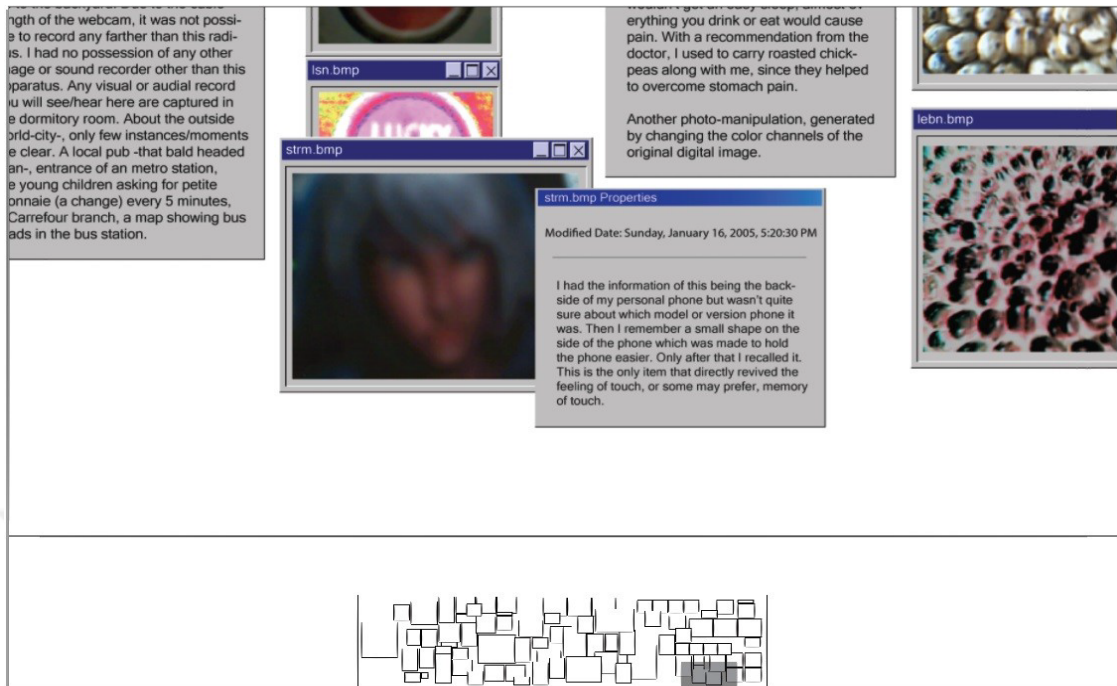 ngth of the webcam, it was not possi-
e to record any farther than this radi-
s. I had no possession of any other
age or sound recorder other than this
pparatus. Any visual or audial record
u will see/hear here are captured in
e dormitory room. About the outside
orld-city-, only few instances/moments
e clear. A local pub -that bald headed
an-, entrance of an metro station,
e young children asking for petite
onnaie (a change) every 5 minutes,
Carrefour branch, a map showing bus
ads in the bus station.
lsn.bmp
LUCKY
strm.bmp
erything you drink or eat would cause
pain. With a recommendation from the
doctor, I used to carry roasted chick-
peas along with me, since they helped
to overcome stomach pain.
Another photo-manipulation, generated
by changing the color channels of the
original digital image.
strm.bmp Properties
Modified Date: Sunday, January 16, 2005, 5:20:30 PM
I had the information of this being the back-
side of my personal phone but wasn't quite
sure about which model or version phone it
was. Then I remember a small shape on the
side of the phone which was made to hold
the phone easier. Only after that I recalled it.
This is the only item that directly revived the
feeling of touch, or some may prefer, memory
of touch.
lebn.bmp